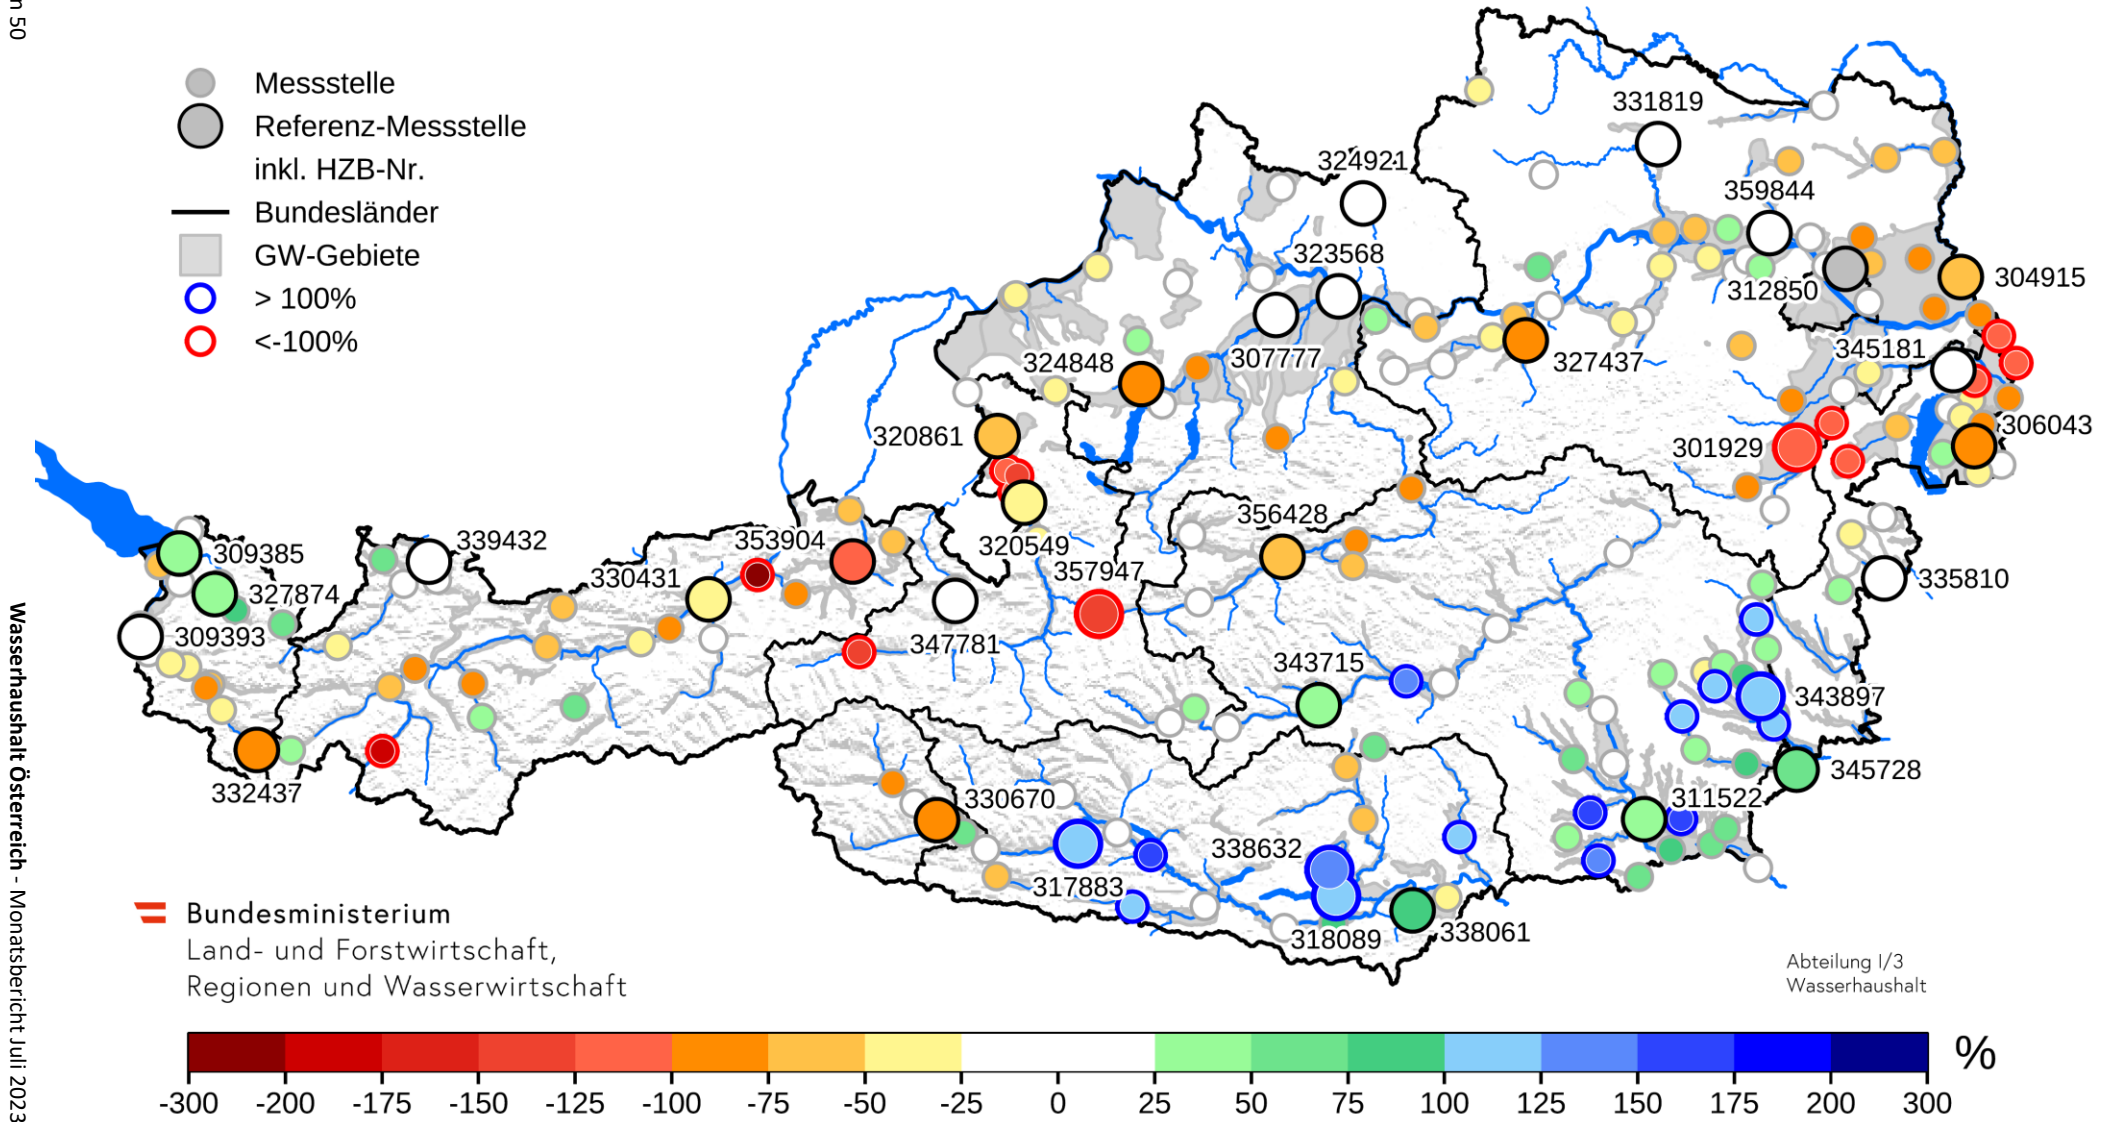 n 50
Wasserhaushalt Österreich - Monatsbericht Juli 2023
Messstelle
Referenz-Messstelle
inkl. HZB-Nr.
Bundesländer
GW-Gebiete
> 100%
<-100%
331819
324921
359844
323568
304915
312850
307777
327437
345181
324848
320861
306043
301929
356428
339432
353904
309385
320549
357947
330431
335810
327874
309393
347781
343715
343897
345728
332437
330670
311522
338632
317883
318089
338061
Bundesministerium
Land- und Forstwirtschaft,
Regionen und Wasserwirtschaft
Abteilung I/3
Wasserhaushalt
%
-300 -200 -175 -150 -125 -100 -75 -50 -25 0 25 50 75 100 125 150 175 200 300